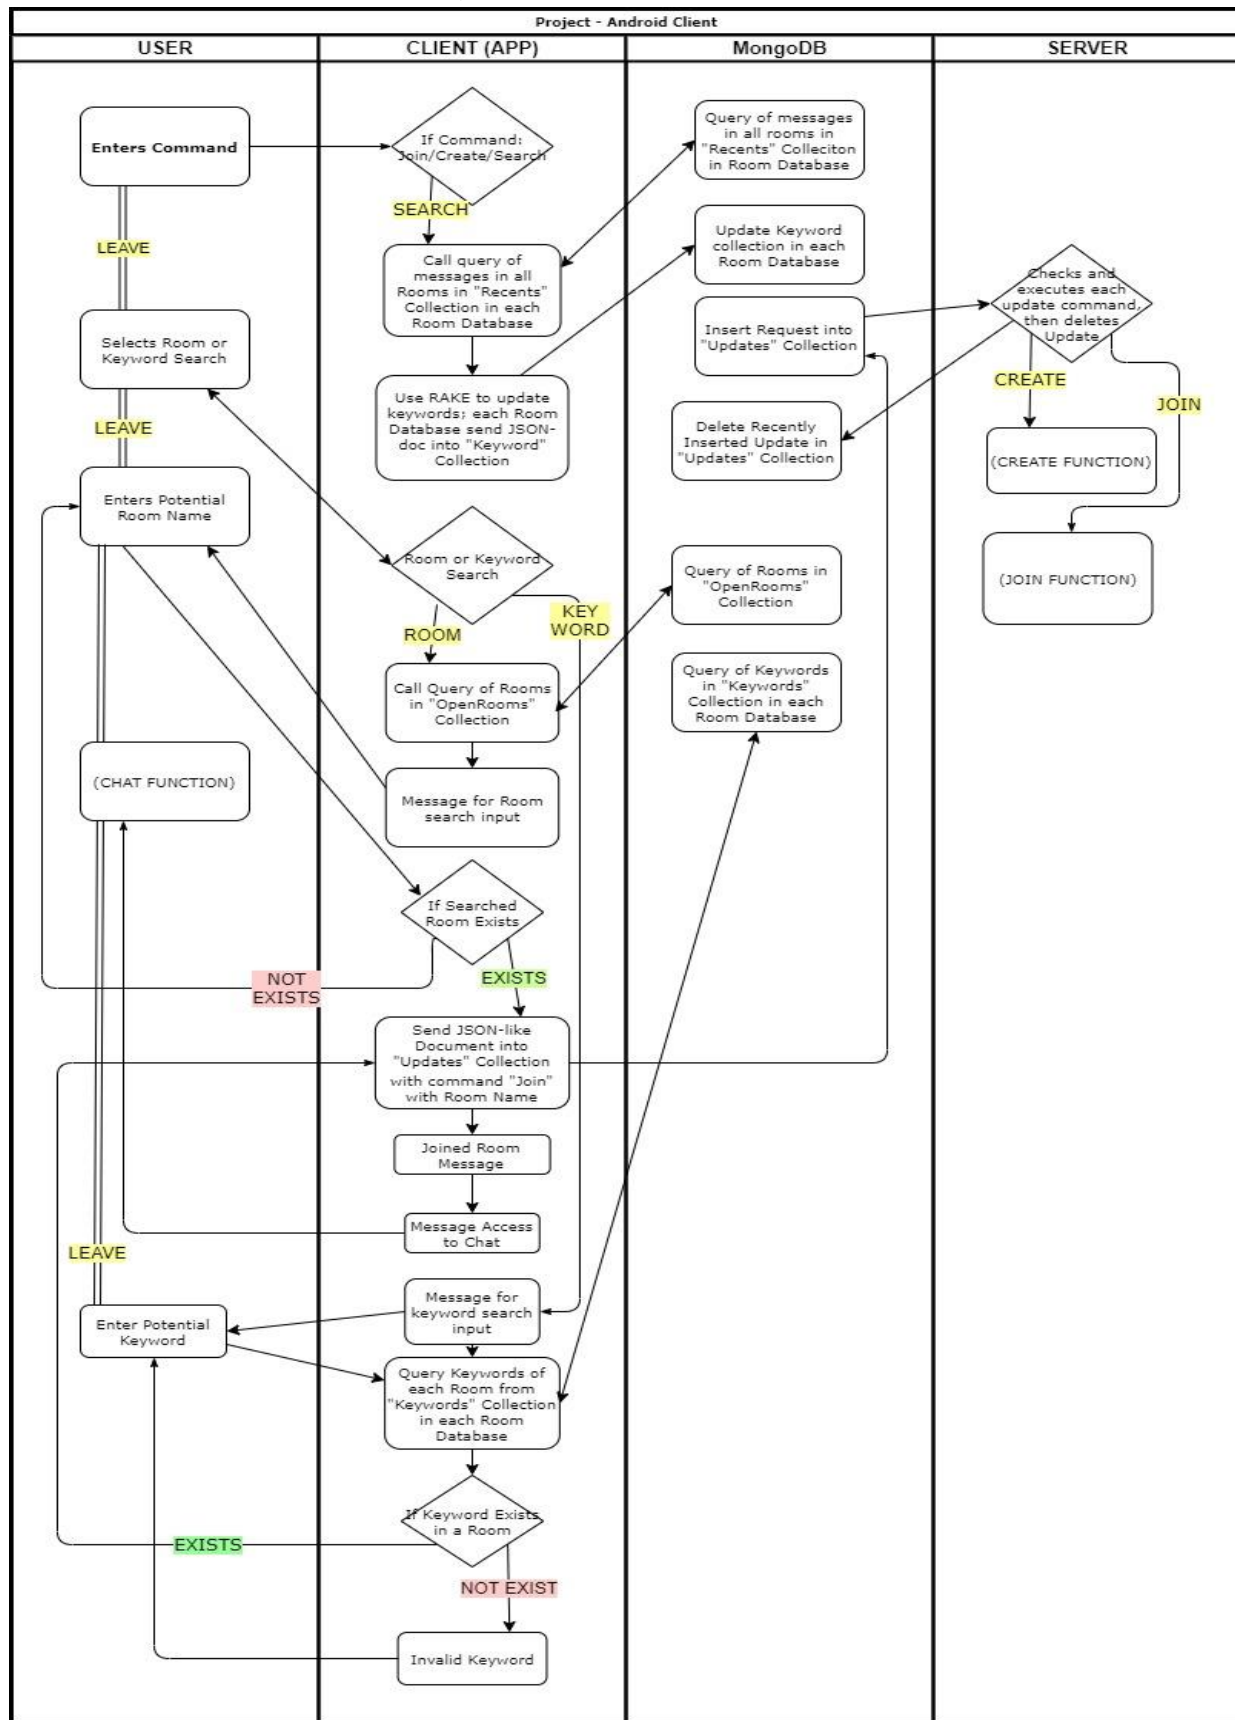 Project - Android Client
USER
CLIENT (APP)
MongoDB
SERVER
Enters Command
LEAVE
Selects Room or
Keyword Search
LEAVE
Enters Potential
Room Name
(CHAT FUNCTION)
NOT
EXISTS
LEAVE
Enter Potential
Keyword
EXISTS
If Command:
Join/Create/Search
SEARCH
Call query of
messages in all
Rooms in "Recents"
Collection in each
Room Database
Use RAKE to update
keywords; each Room
Database send JSON-
doc into "Keyword"
Collection
Room or Keyword
Search
ROOM
KEY
WORD
Call Query of Rooms
in "OpenRooms"
Collection
Message for Room
search input
If Searched
Room Exists
EXISTS
Send JSON-like
Document into
"Updates" Collection
with command "Join"
with Room Name
Joined Room
Message
Message Access
to Chat
Message for
keyword search
input
Query Keywords of
each Room from
"Keywords" Collection
in each Room
Database
If Keyword Exists
in a Room
NOT EXIST
Invalid Keyword
Query of messages
in all rooms in
"Recents" Colleciton
in Room Database
Update Keyword
collection in each
Room Database
Insert Request into
"Updates" Collection
Delete Recently
Inserted Update in
"Updates" Collection
Query of Rooms in
"OpenRooms"
Collection
Query of Keywords
in "Keywords"
Collection in each
Room Database
Checks and
executes each
update command,
then deletes
Update
CREATE
JOIN
(CREATE FUNCTION)
(JOIN FUNCTION)